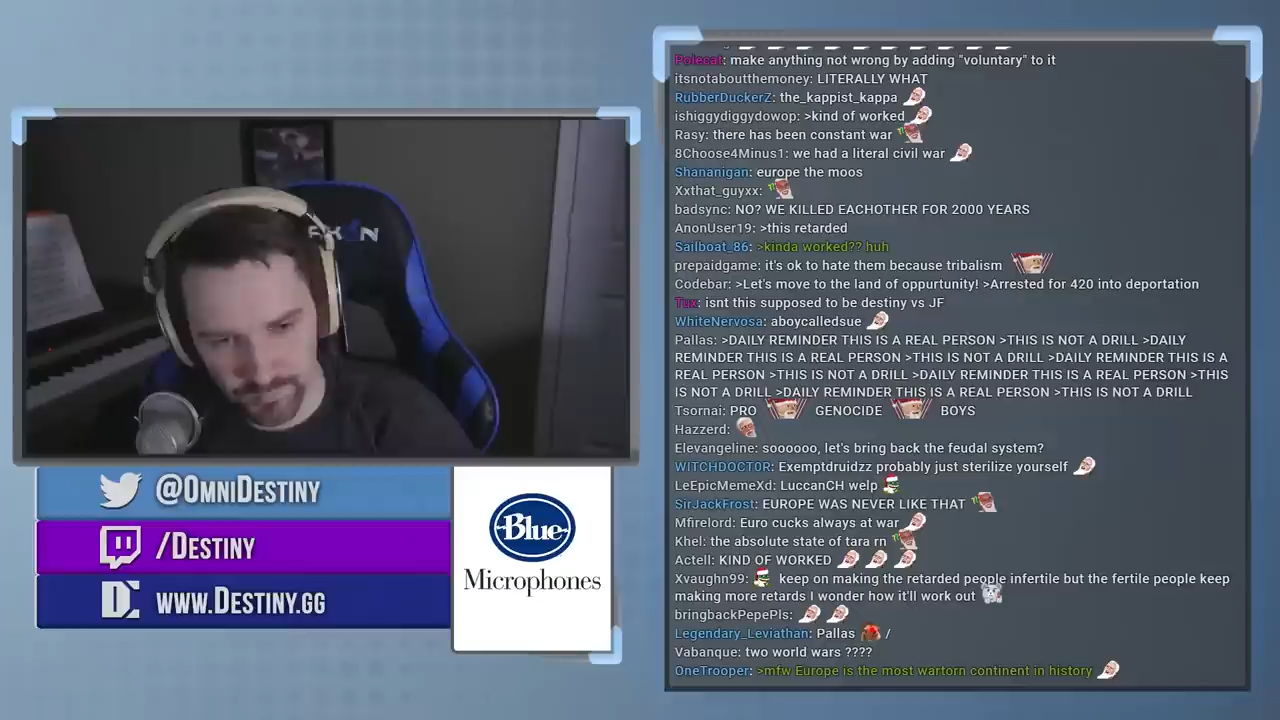 Polecat: make anything not wrong by adding "voluntary" to it
itsnotaboutthemoney: LITERALLY WHAT
RubberDuckerZ: the_kappist_kappa
ishiggydiggydowop: >kind of worked
Rasy: there has been constant war
8Choose4Minus1: we had a literal civil war
Shananigan: europe the moos
Xxthat_guyxx:
badsync: NO? WE KILLED EACHOTHER FOR 2000 YEARS
AnonUser19: >this retarded
Sailboat_86: >kinda worked?? huh
prepaidgame: it's ok to hate them because tribalism
Codebar: >Let's move to the land of oppurtunity! >Arrested for 420 into deportation
Tux: isnt this supposed to be destiny vs JF
WhiteNervosa: aboycalledsue
Pallas: >DAILY REMINDER THIS IS A REAL PERSON >THIS IS NOT A DRILL >DAILY
REMINDER THIS IS A REAL PERSON >THIS IS NOT A DRILL >DAILY REMINDER THIS IS A
REAL PERSON >THIS IS NOT A DRILL >DAILY REMINDER THIS IS A REAL PERSON >THIS
IS NOT A DRILL >DAILY REMINDER THIS IS A REAL PERSON >THIS IS NOT A DRILL
Tsornai: PRO GENOCIDE BOYS
Hazzerd:
Elevangeline: soooooo, let's bring back the feudal system?
WITCHDOCT0R: Exemptdruidzz probably just sterilize yourself
LeEpicMemeXd: LuccanCH welp
SirJackFrost: EUROPE WAS NEVER LIKE THAT
Mfirelord: Euro cucks always at war
Khel: the absolute state of tara rn
Actell: KIND OF WORKED
Xvaughn99: keep on making the retarded people infertile but the fertile people keep
making more retards I wonder how it'll work out
bringbackPepePls:
Legendary_Leviathan: Pallas /
Vabanque: two world wars ????
OneTrooper: >mfw Europe is the most wartorn continent in history
@OmniDestiny
/Destiny
www.Destiny.gg
Blue
Microphones